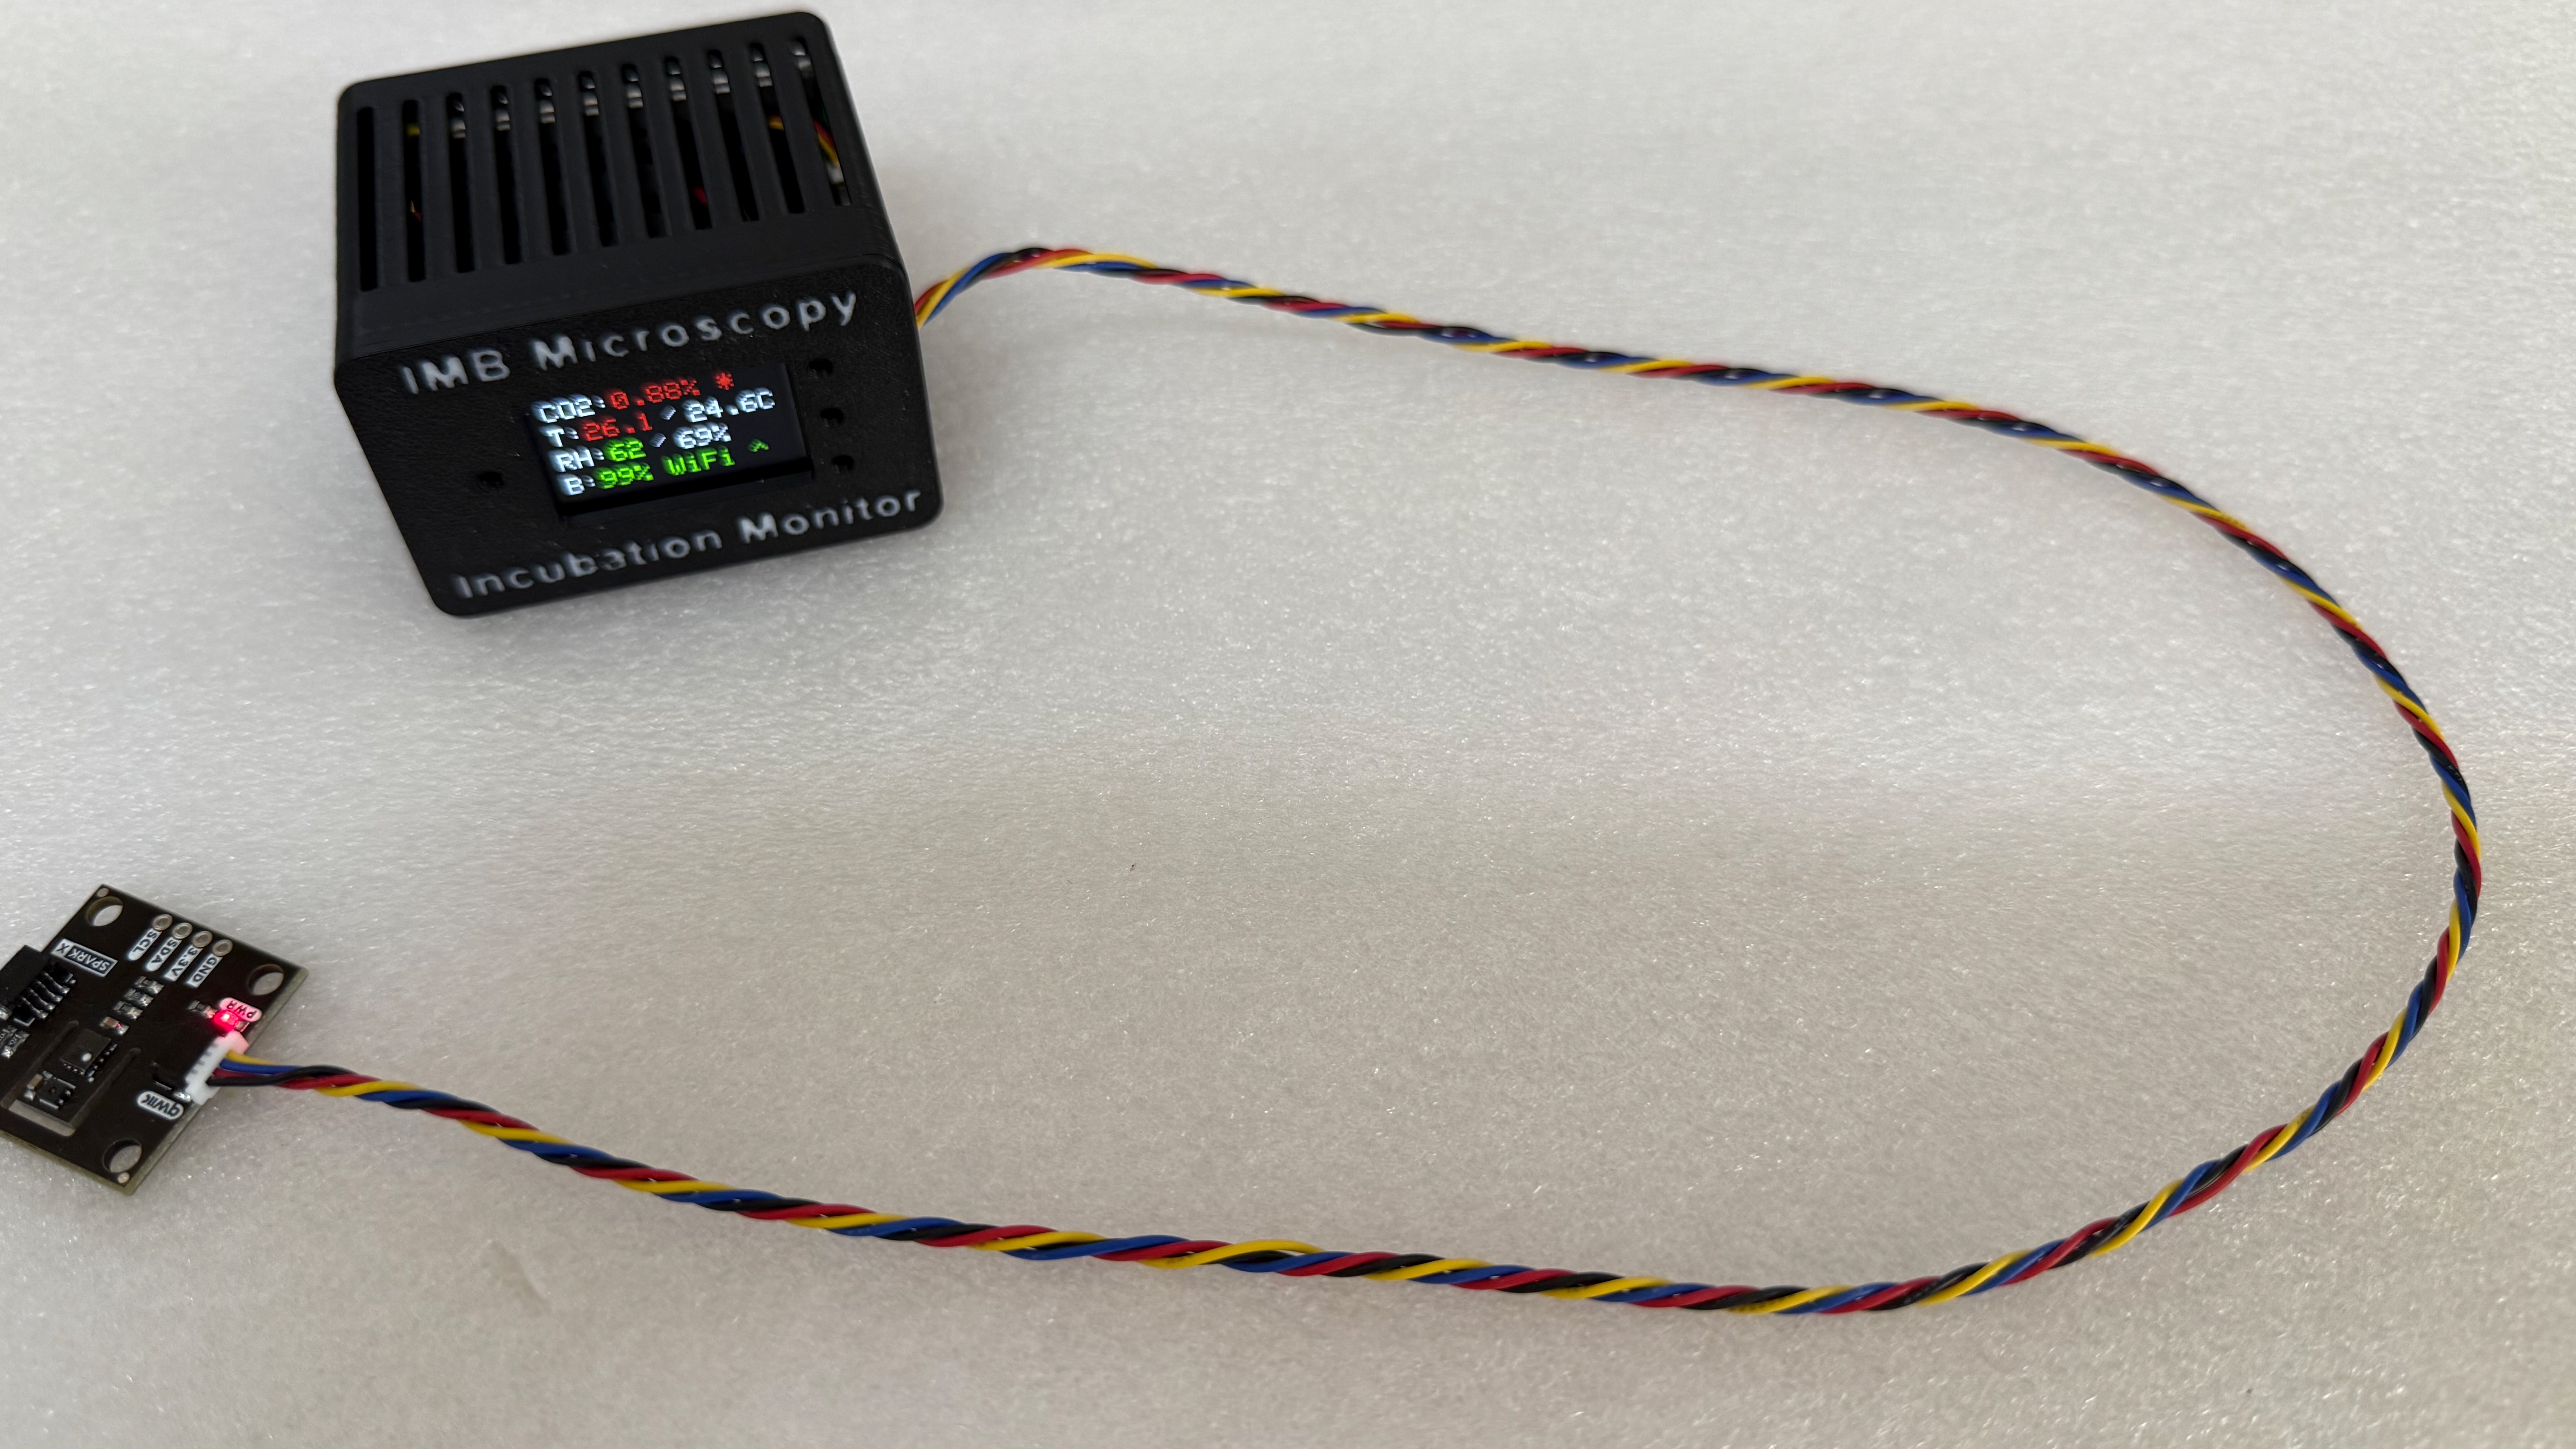 IMB Microscopy
CO2:0.88% *
T:26.1/24.6C
RH:62/69%
B:99% WiFi ^
Incubation Monitor
SPARK X
SCL
SDA
3.3V
GND
PWR
qwiic